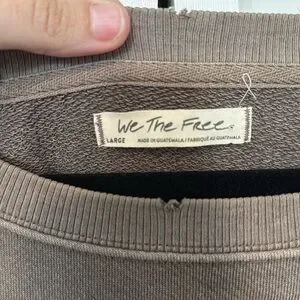 We The Free.
LARGE
MADE IN GUATEMALA / FABRIQUÉ AU GUATEMALA